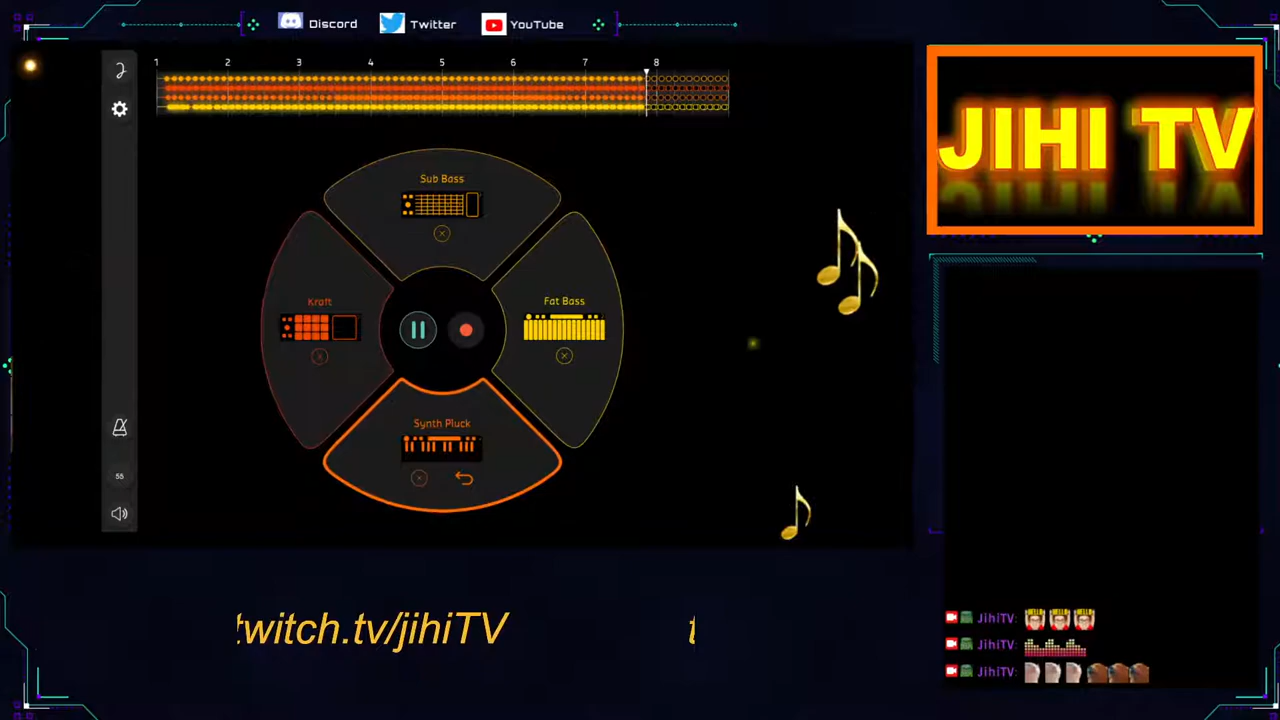 Discord Twitter YouTube
1 2 3 4 5 6 7 8
JIHI TV
Sub Bass
Kraft
Fat Bass
Synth Pluck
55
twitch.tv/jihiTV t
JihiTV:
JihiTV:
JihiTV: